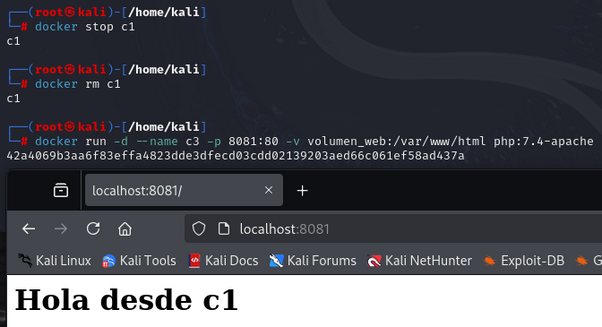 ┌──(root㉿kali)-[/home/kali]
└─# docker stop c1
c1
┌──(root㉿kali)-[/home/kali]
└─# docker rm c1
c1
┌──(root㉿kali)-[/home/kali]
└─# docker run -d --name c3 -p 8081:80 -v volumen_web:/var/www/html php:7.4-apache
42a4069b3aa6f83effa4823dde3dfecd03cdd02139203aed66c061ef58ad437a
localhost:8081/
localhost:8081
Kali Linux Kali Tools Kali Docs Kali Forums Kali NetHunter Exploit-DB G
Hola desde c1